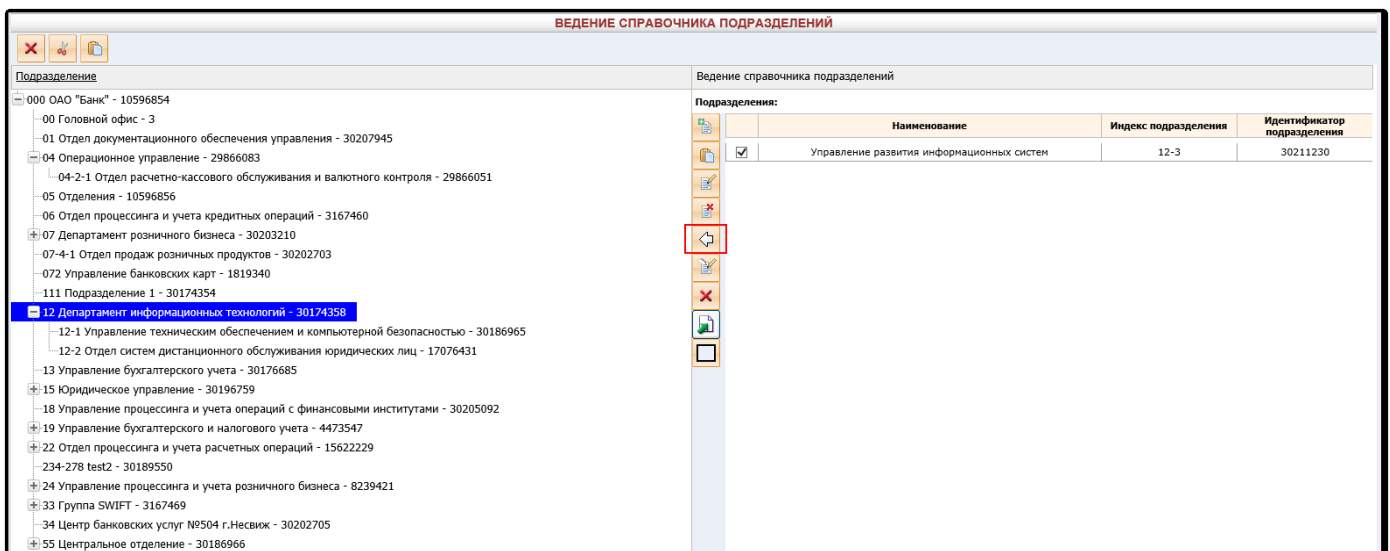 ВЕДЕНИЕ СПРАВОЧНИКА ПОДРАЗДЕЛЕНИЙ
Подразделение
000 ОАО "Банк" - 10596854
00 Головной офис - 3
01 Отдел документационного обеспечения управления - 30207945
04 Операционное управление - 29866083
04-2-1 Отдел расчетно-кассового обслуживания и валютного контроля - 29866051
05 Отделения - 10596856
06 Отдел процессинга и учета кредитных операций - 3167460
07 Департамент розничного бизнеса - 30203210
07-4-1 Отдел продаж розничных продуктов - 30202703
072 Управление банковских карт - 1819340
111 Подразделение 1 - 30174354
12 Департамент информационных технологий - 30174358
12-1 Управление техническим обеспечением и компьютерной безопасностью - 30186965
12-2 Отдел систем дистанционного обслуживания юридических лиц - 17076431
13 Управление бухгалтерского учета - 30176685
15 Юридическое управление - 30196759
18 Управление процессинга и учета операций с финансовыми институтами - 30205092
19 Управление бухгалтерского и налогового учета - 4473547
22 Отдел процессинга и учета расчетных операций - 15622229
234-278 test2 - 30189550
24 Управление процессинга и учета розничного бизнеса - 8239421
33 Группа SWIFT - 3167469
34 Центр банковских услуг №504 г.Несвиж - 30202705
55 Центральное отделение - 30186966
Ведение справочника подразделений
Подразделения:
Наименование Индекс подразделения Идентификатор
подразделения
Управление развития информационных систем 12-3 30211230